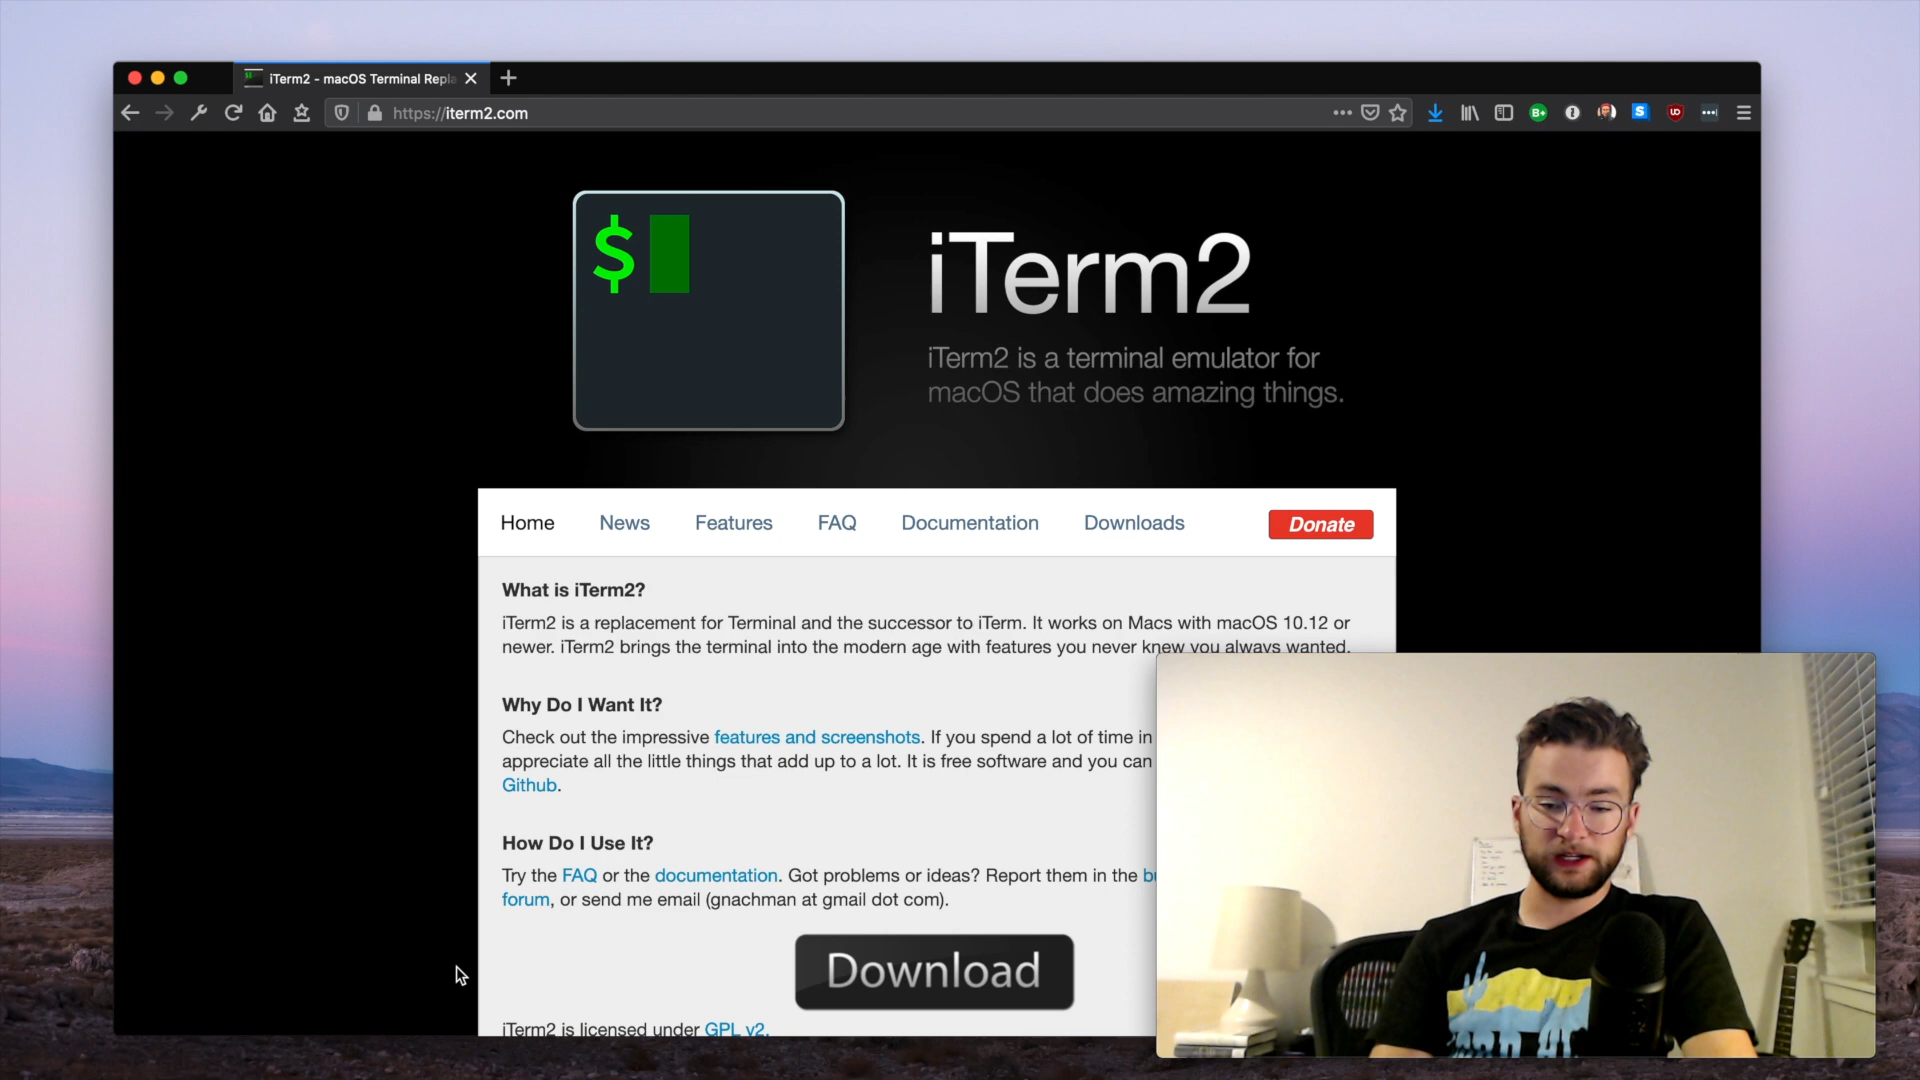 iTerm2 - macOS Terminal Repla
https://iterm2.com
$
iTerm2
iTerm2 is a terminal emulator for
macOS that does amazing things.
Home News Features FAQ Documentation Downloads Donate
What is iTerm2?
iTerm2 is a replacement for Terminal and the successor to iTerm. It works on Macs with macOS 10.12 or
newer. iTerm2 brings the terminal into the modern age with features you never knew you always wanted.
Why Do I Want It?
Check out the impressive features and screenshots. If you spend a lot of time in
appreciate all the little things that add up to a lot. It is free software and you can
Github.
How Do I Use It?
Try the FAQ or the documentation. Got problems or ideas? Report them in the
forum, or send me email (gnachman at gmail dot com).
Download
iTerm2 is licensed under GPL v2.